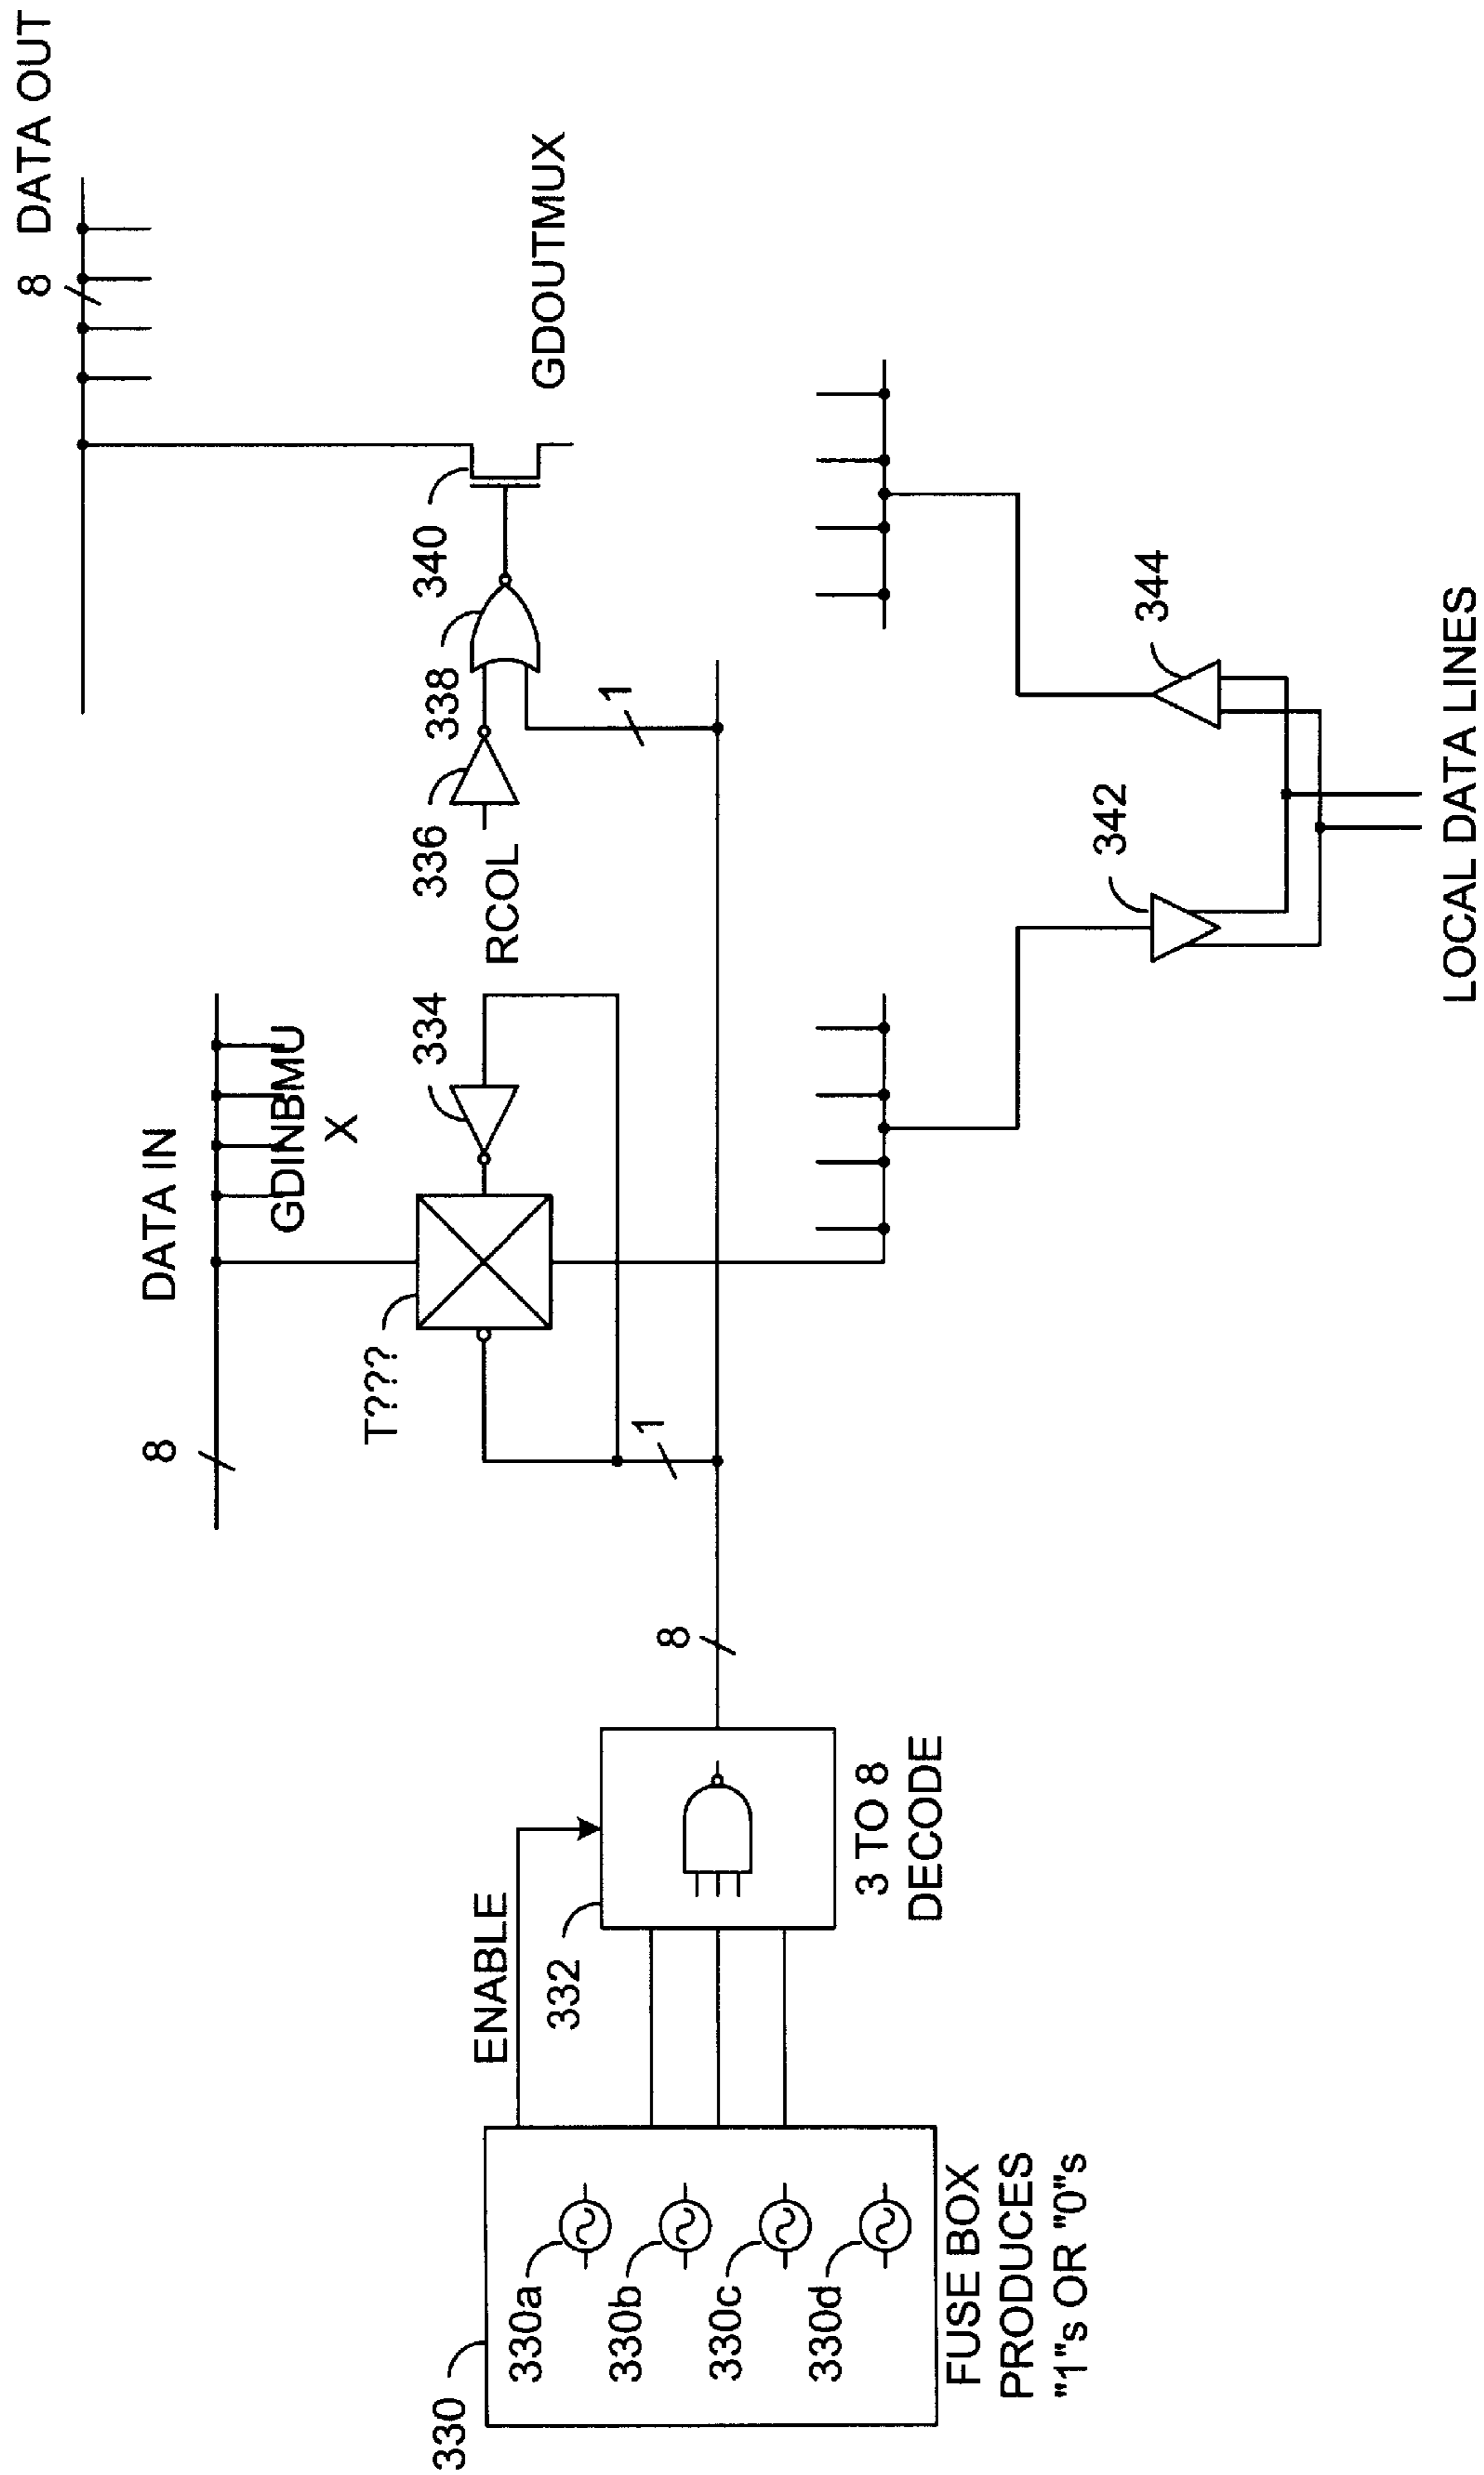 8 DATA OUT
8
DATA IN
GDINBMU
X
T???
334
RCOL
336
338
340
GDOUTMUX
1
1
8
ENABLE
332
3 TO 8
DECODE
330
330a
330b
330c
330d
FUSE BOX
PRODUCES
"1"s OR "0"s
342
344
LOCAL DATA LINES